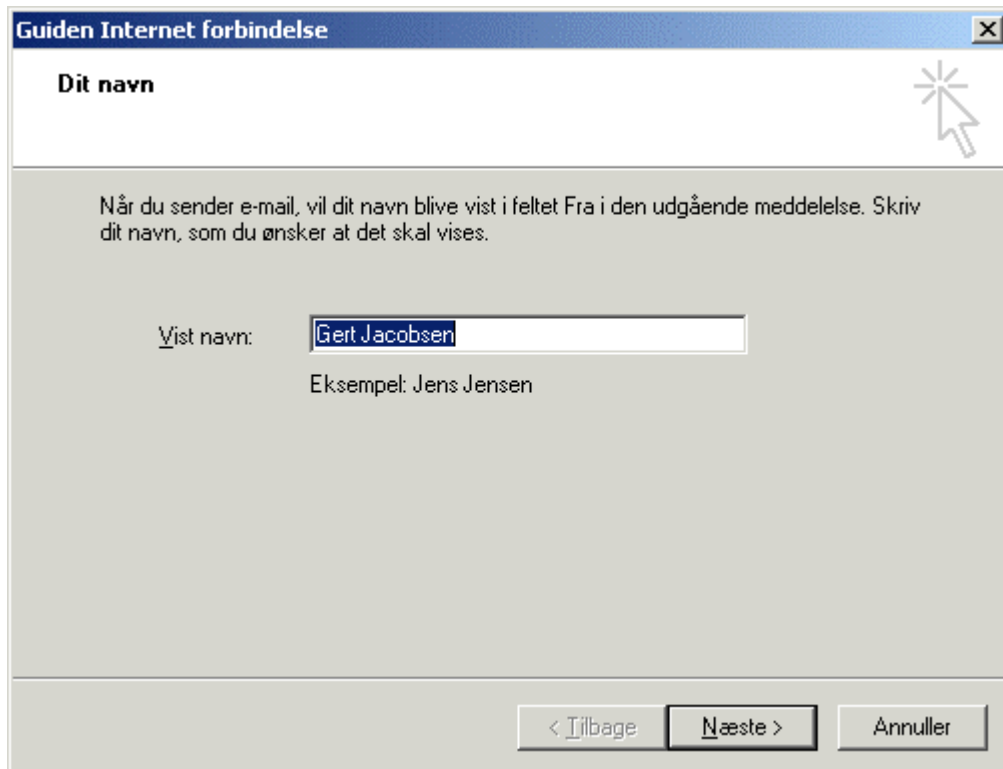 Guiden Internet forbindelse
Dit navn
Når du sender e-mail, vil dit navn blive vist i feltet Fra i den udgående meddelelse. Skriv
dit navn, som du ønsker at det skal vises.
Vist navn: Gert Jacobsen
Eksempel: Jens Jensen
< Tilbage Næste > Annuller